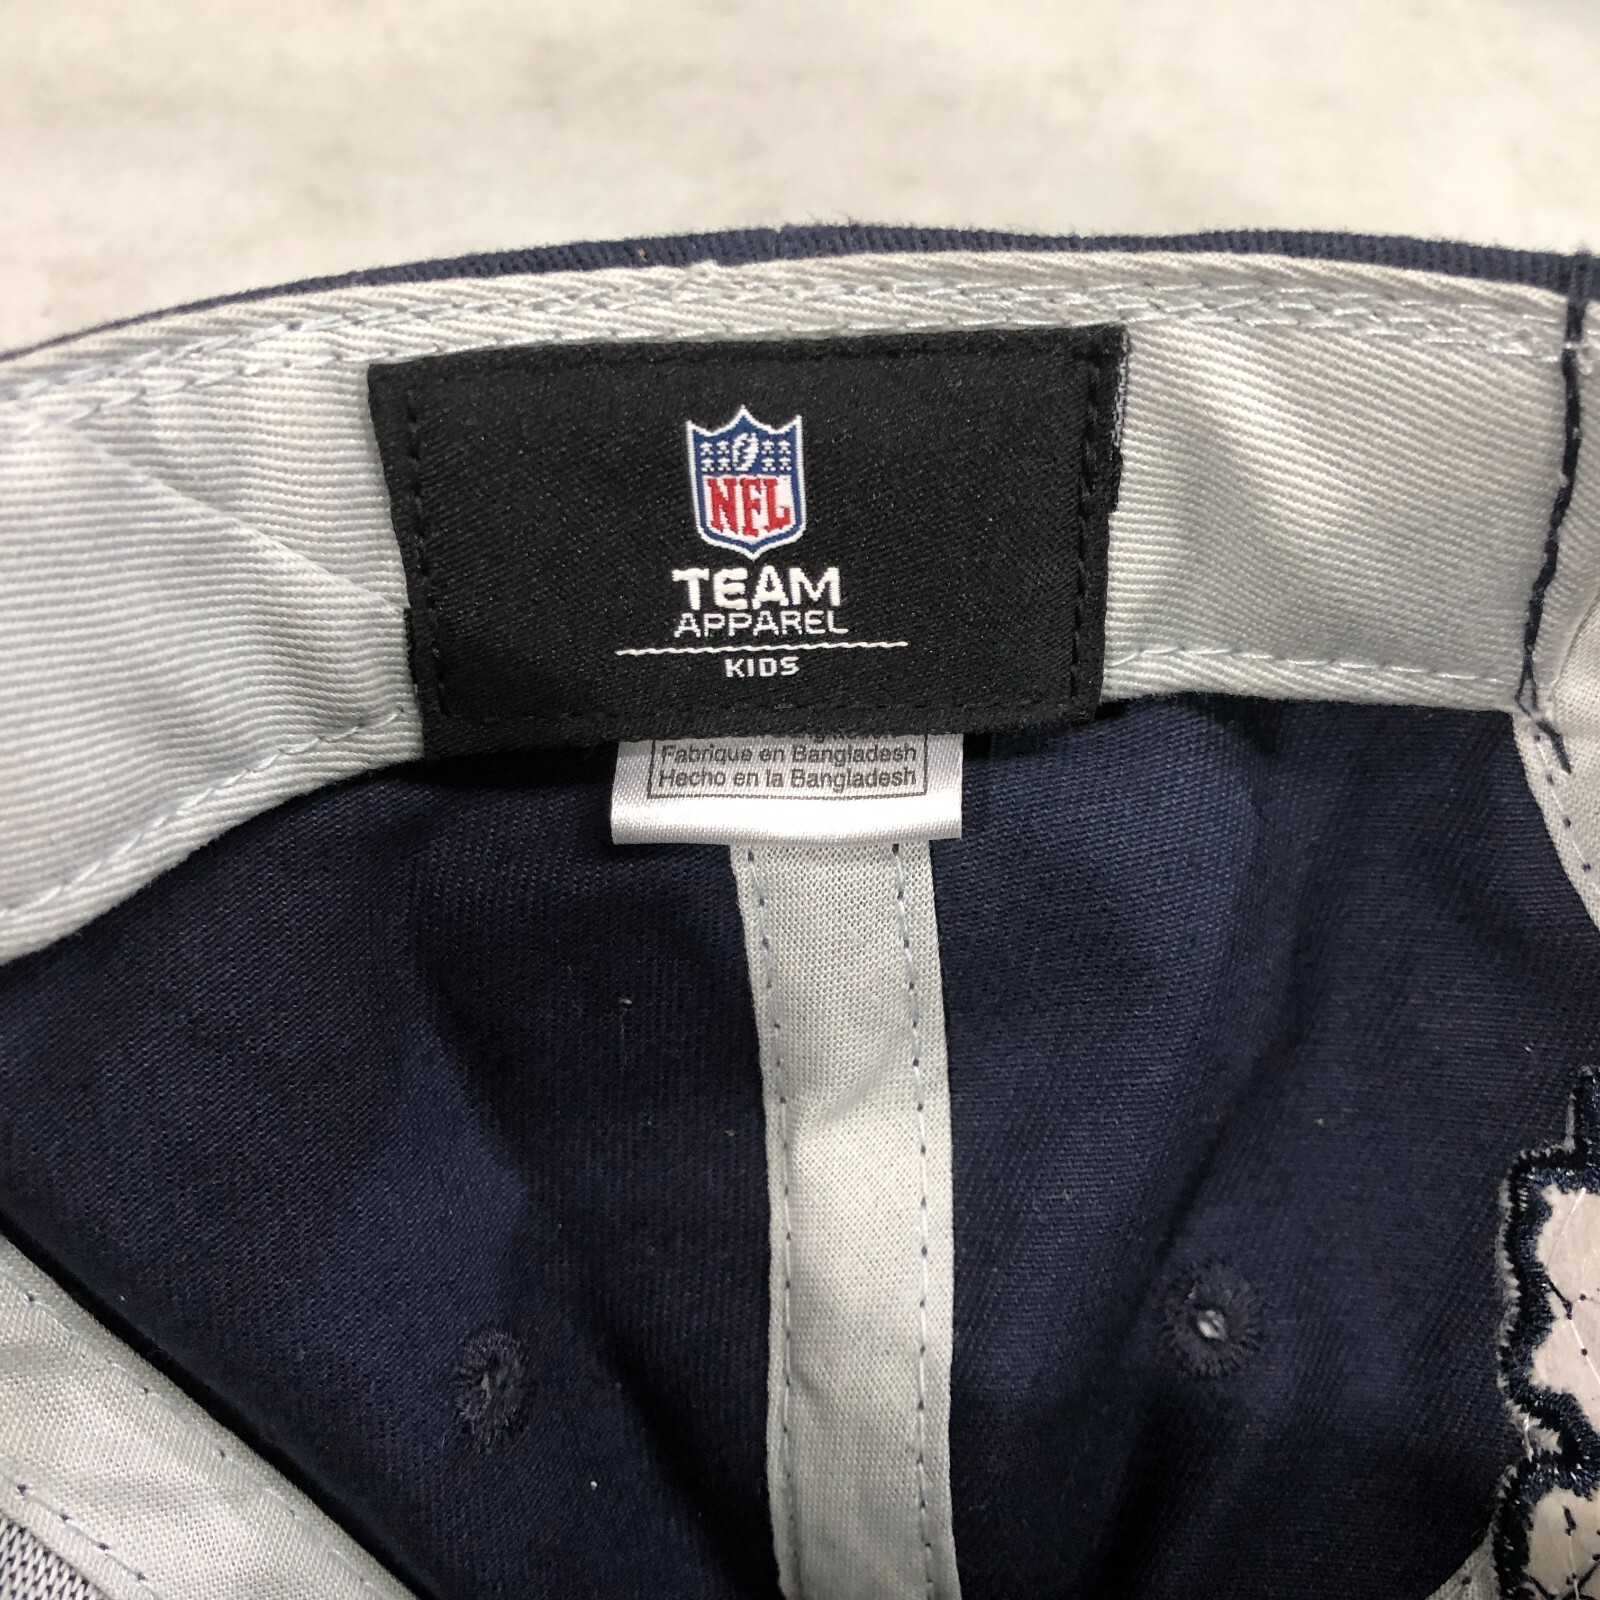 NFL
TEAM
APPAREL
KIDS
Fabrique en Bangladesh
Hecho en la Bangladesh